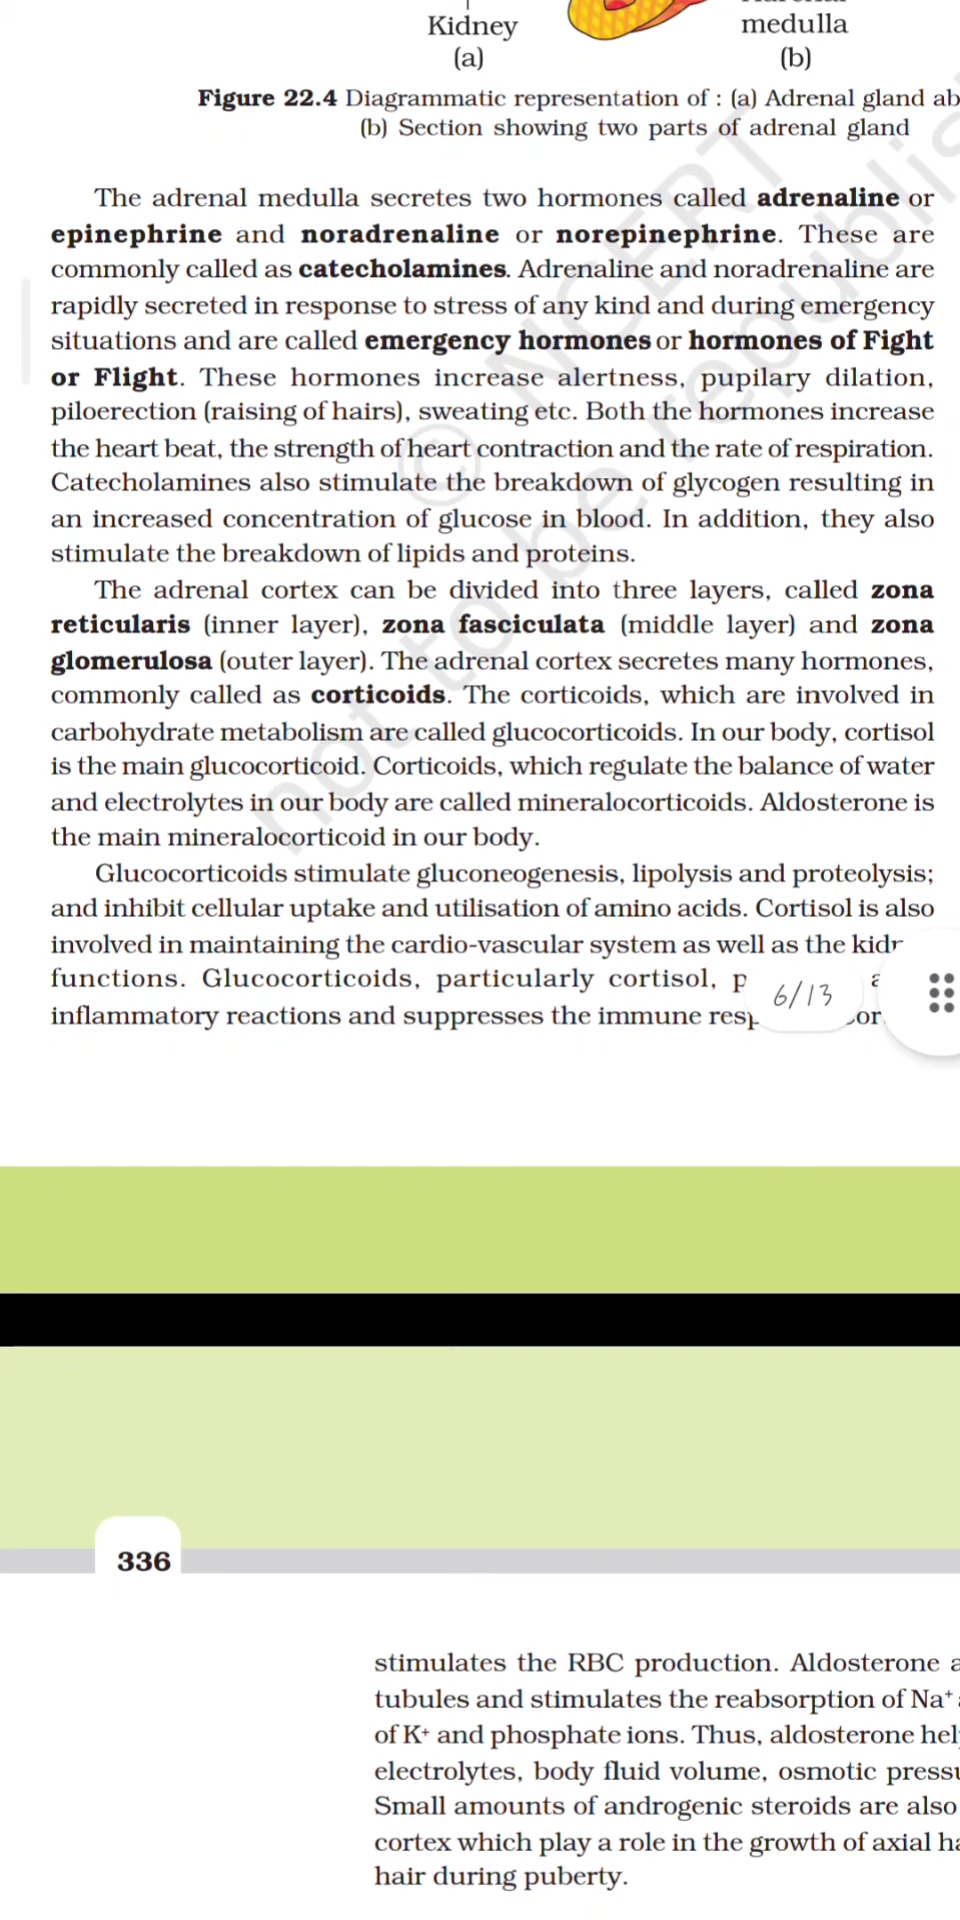 Kidney
medulla
(a)
(b)
Figure 22.4 Diagrammatic representation of : (a) Adrenal gland
(b) Section showing two parts of adrenal gland
The adrenal medulla secretes two hormones called adrenaline or
epinephrine and noradrenaline or norepinephrine. These are
commonly called as catecholamines. Adrenaline and noradrenaline are
rapidly secreted in response to stress of any kind and during emergency
situations and are called emergency hormones or hormones of Fight
or Flight. These hormones increase alertness, pupilary dilation,
piloerection (raising of hairs), sweating etc. Both the hormones increase
the heart beat, the strength of heart contraction and the rate of respiration.
Catecholamines also stimulate the breakdown of glycogen resulting in
an increased concentration of glucose in blood. In addition, they also
stimulate the breakdown of lipids and proteins.
The adrenal cortex can be divided into three layers, called zona
reticularis (inner layer), zona fasciculata (middle layer) and zona
glomerulosa (outer layer). The adrenal cortex secretes many hormones,
commonly called as corticoids. The corticoids, which are involved in
carbohydrate metabolism are called glucocorticoids. In our body, cortisol
is the main glucocorticoid. Corticoids, which regulate the balance of water
and electrolytes in our body are called mineralocorticoids. Aldosterone is
the main mineralocorticoid in our body.
Glucocorticoids stimulate gluconeogenesis, lipolysis and proteolysis;
and inhibit cellular uptake and utilisation of amino acids. Cortisol is also
involved in maintaining the cardio-vascular system as well as the
functions. Glucocorticoids, particularly cortisol,
inflammatory reactions and suppresses the immune
6/13
© NCERT
not to be
336
stimulates the RBC production. Aldosterone
tubules and stimulates the reabsorption of Na⁺
of K⁺ and phosphate ions. Thus, aldosterone
electrolytes, body fluid volume, osmotic
Small amounts of androgenic steroids are also
cortex which play a role in the growth of axial
hair during puberty.